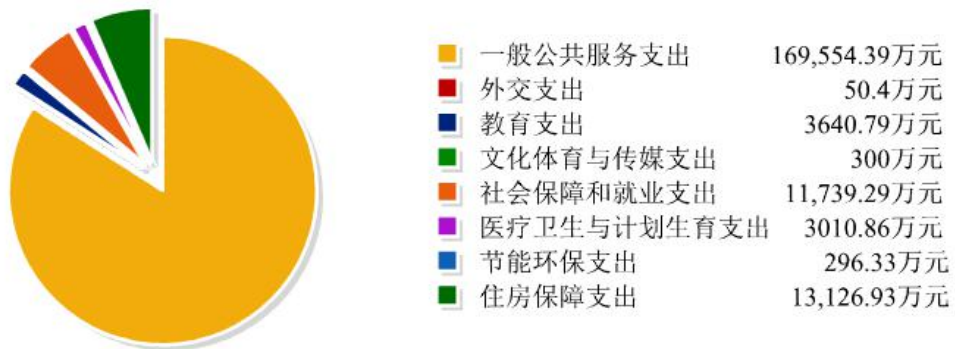 一般公共服务支出 169,554.39万元
外交支出 50.4万元
教育支出 3640.79万元
文化体育与传媒支出 300万元
社会保障和就业支出 11,739.29万元
医疗卫生与计划生育支出 3010.86万元
节能环保支出 296.33万元
住房保障支出 13,126.93万元